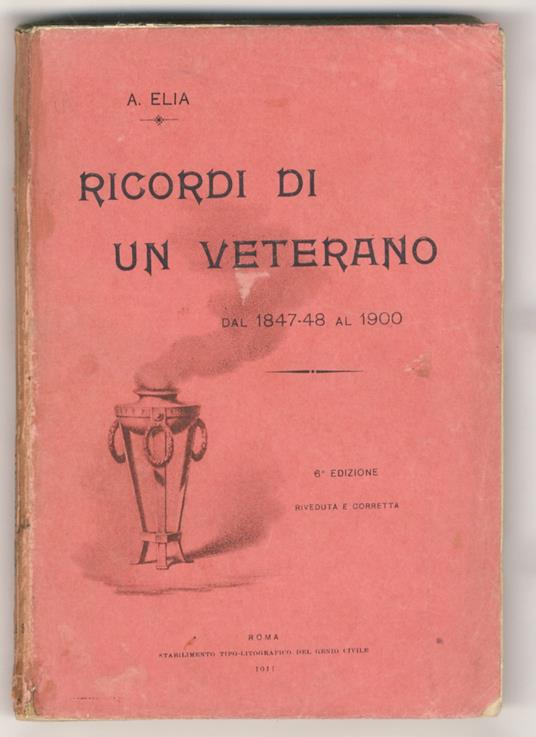 A. ELIA
RICORDI DI
UN VETERANO
DAL 1847-48 AL 1900
6ª EDIZIONE
RIVEDUTA E CORRETTA
ROMA
STABILIMENTO TIPO-LITOGRAFICO DEL GENIO CIVILE
1911